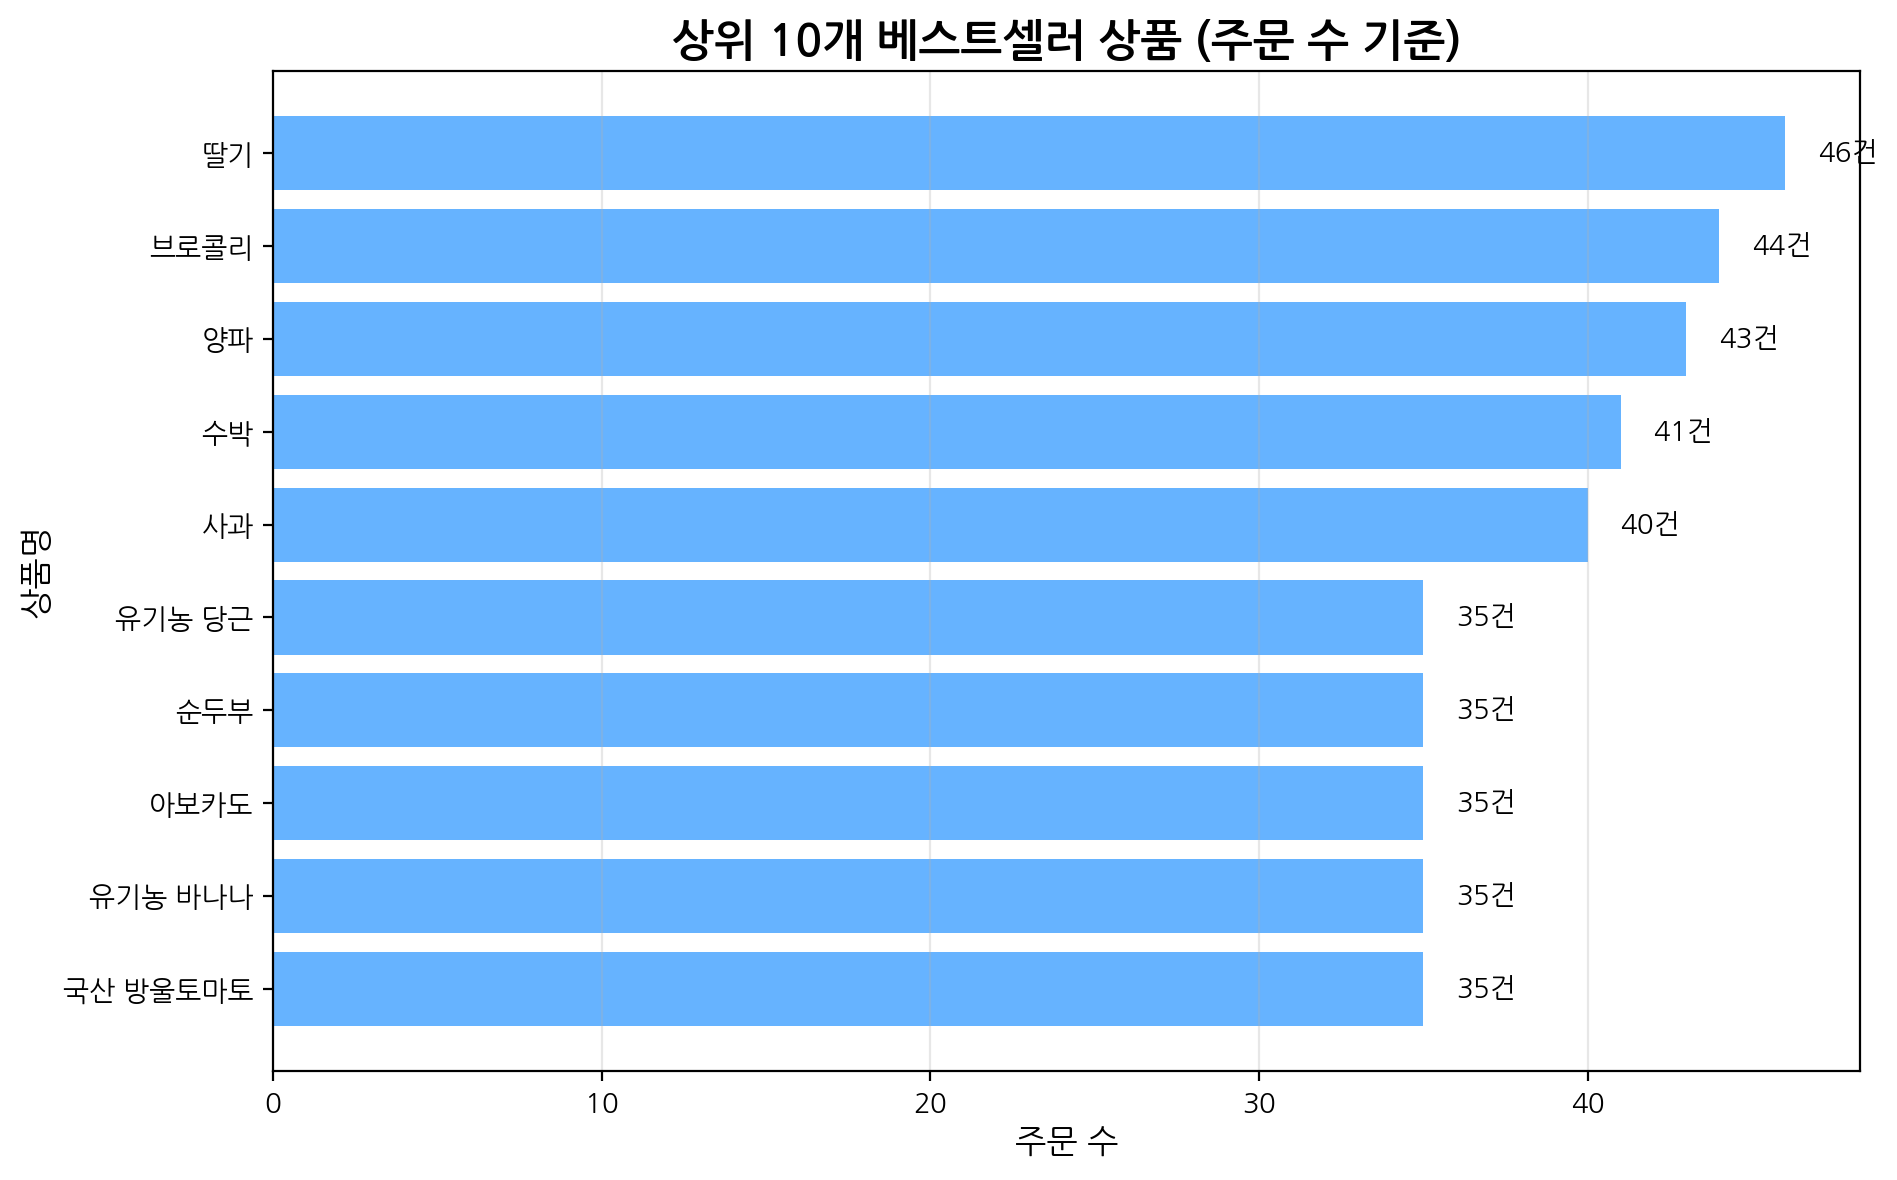 상위 10개 베스트셀러 상품 (주문 수 기준)
상품명
딸기 46건
브로콜리 44건
양파 43건
수박 41건
사과 40건
유기농 당근 35건
순두부 35건
아보카도 35건
유기농 바나나 35건
국산 방울토마토 35건
0 10 20 30 40
주문 수